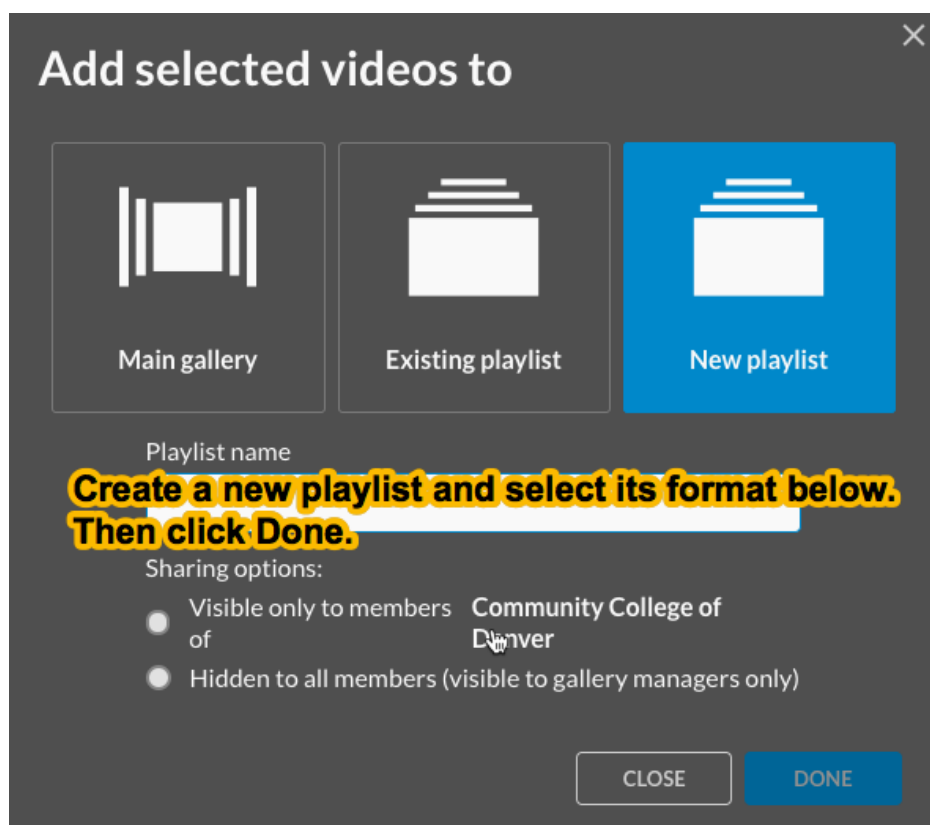 Add selected videos to
Main gallery
Existing playlist
New playlist
Playlist name
Create a new playlist and select its format below.
Then click Done.
Sharing options:
Visible only to members
of
Community College of
Denver
Hidden to all members (visible to gallery managers only)
CLOSE
DONE